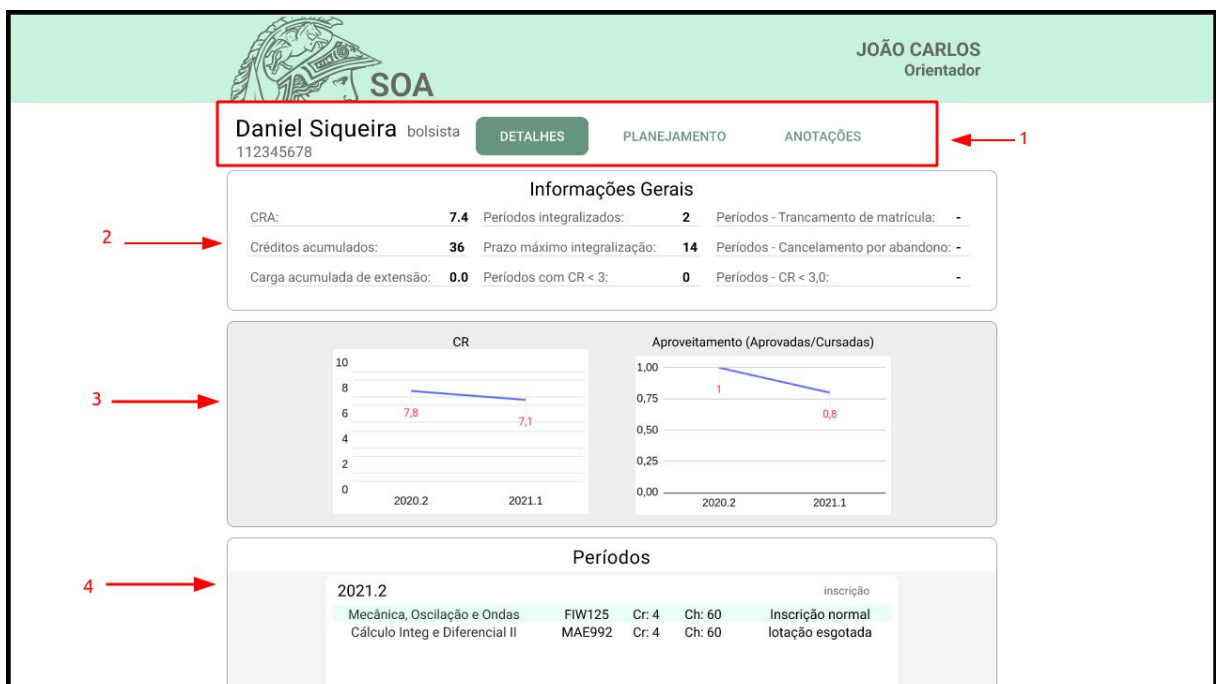 JOÃO CARLOS
Orientador
SOA
Daniel Siqueira bolsista DETALHES PLANEJAMENTO ANOTAÇÕES
112345678
1
Informações Gerais
CRA: 7.4 Períodos integralizados: 2 Períodos - Trancamento de matrícula: -
2
Créditos acumulados: 36 Prazo máximo integralização: 14 Períodos - Cancelamento por abandono: -
Carga acumulada de extensão: 0.0 Períodos com CR < 3: 0 Períodos - CR < 3,0: -
3
CR
10
8
6
4
2
0
7,8
7,1
2020.2 2021.1
Aproveitamento (Aprovadas/Cursadas)
1,00
0,75
0,50
0,25
0,00
1
0,8
2020.2 2021.1
4
Períodos
2021.2 inscrição
Mecânica, Oscilação e Ondas FIW125 Cr: 4 Ch: 60 Inscrição normal
Cálculo Integ e Diferencial II MAE992 Cr: 4 Ch: 60 lotação esgotada